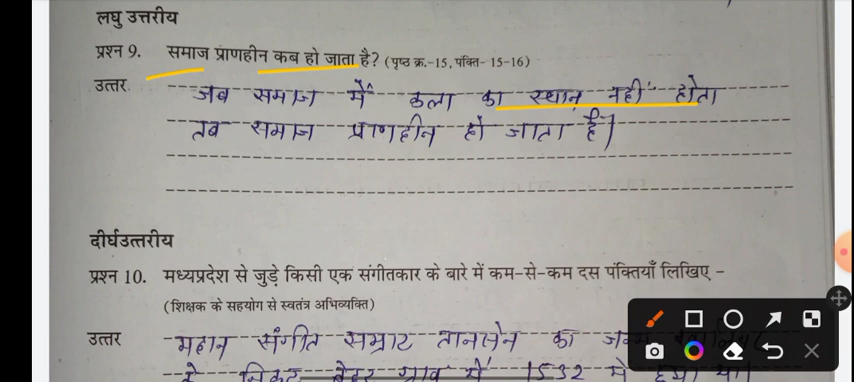 लघु उत्तरीय
प्रश्न 9. समाज प्राणहीन कब हो जाता है? (पृष्ठ क्र.-15, पंक्ति- 15-16)
उत्तर जब समाज में कला का स्थान नहीं होता
तब समाज प्राणहीन हो जाता है।
दीर्घउत्तरीय
प्रश्न 10. मध्यप्रदेश से जुड़े किसी एक संगीतकार के बारे में कम-से-कम दस पंक्तियाँ लिखिए -
(शिक्षक के सहयोग से स्वतंत्र अभिव्यक्ति)
उत्तर महान संगीत सम्राट तानसेन का
के निकट बेहट ग्राम में 1532 में हुआ था।